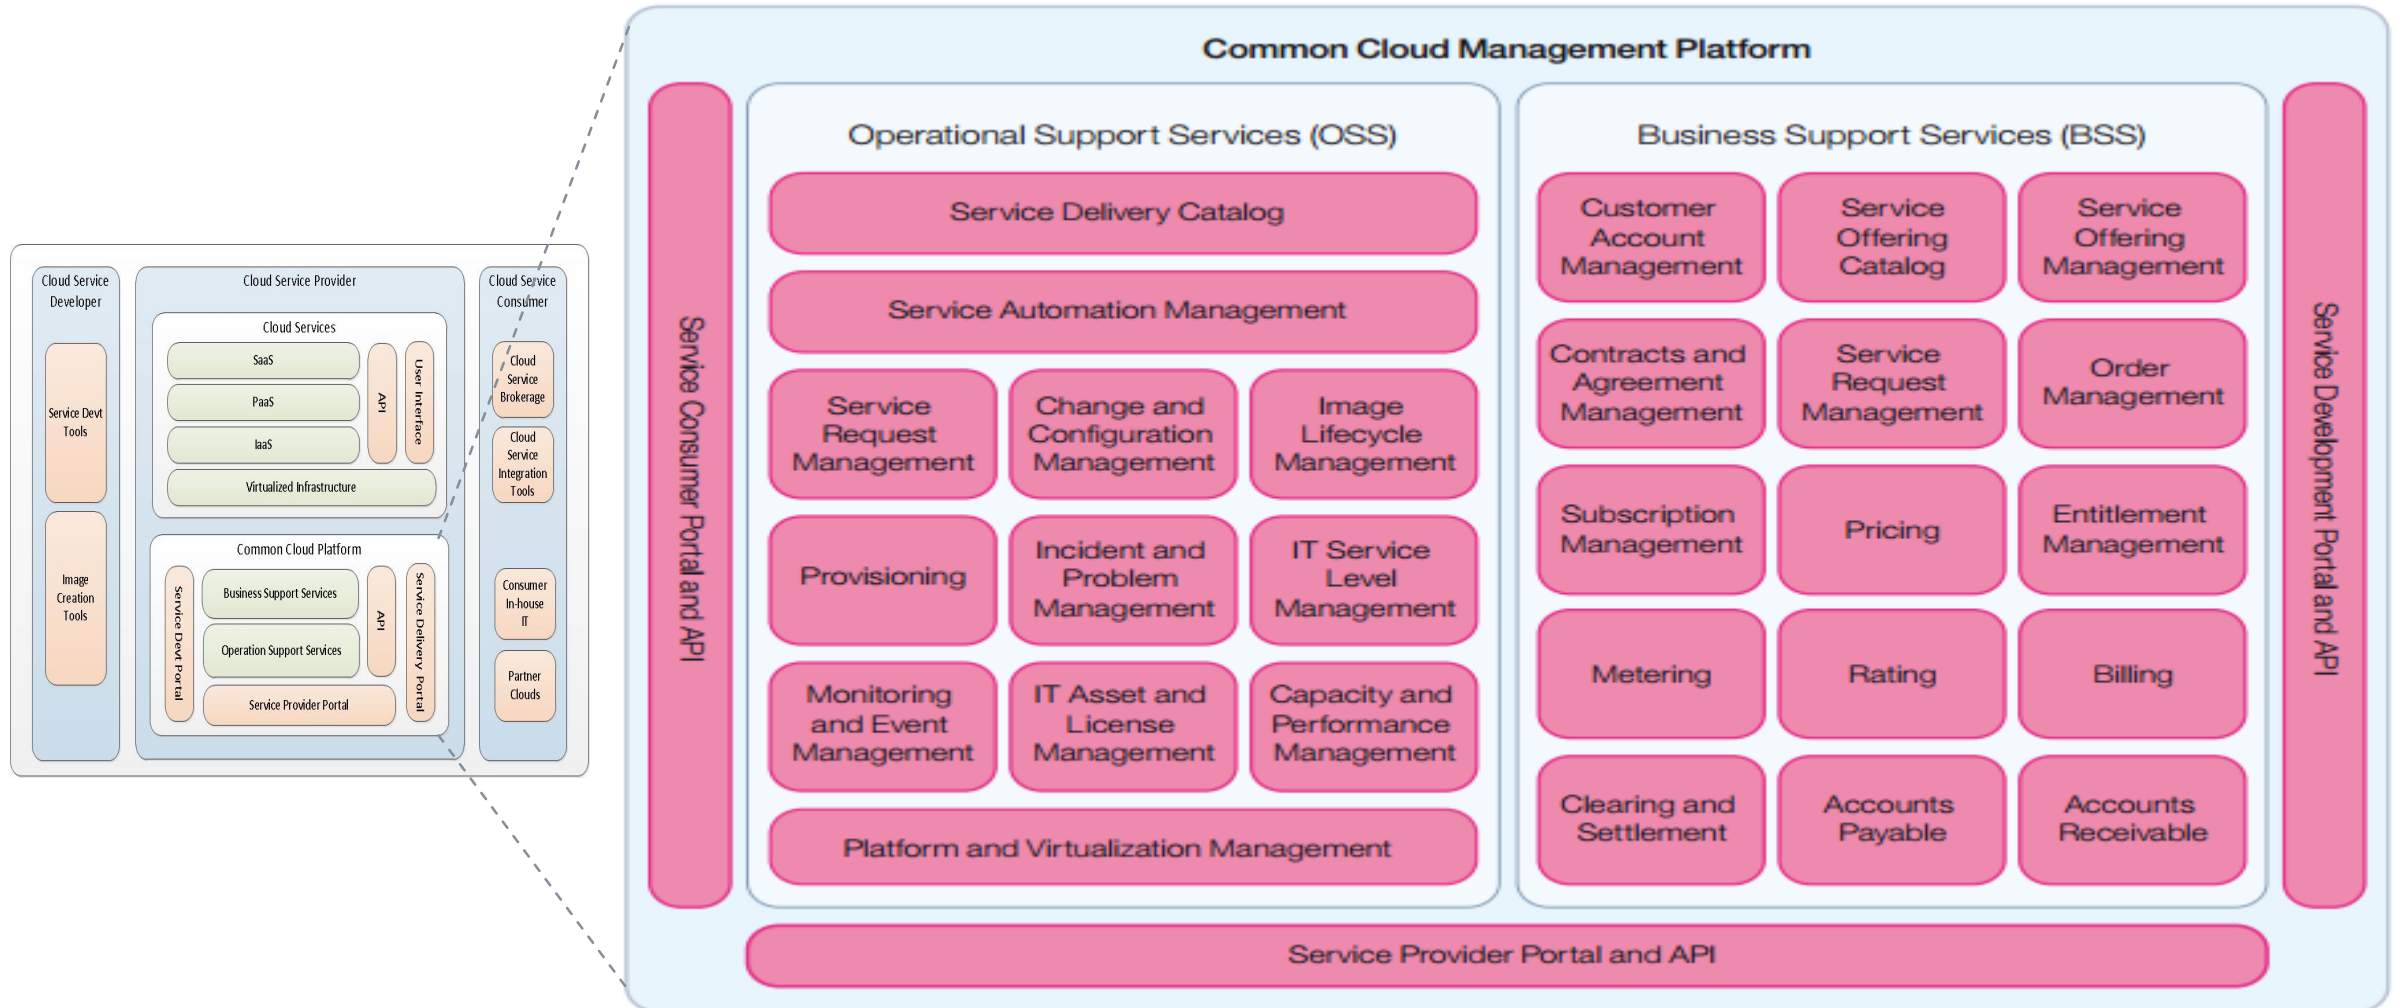 Cloud Service
Developer
Service Devt
Tools
Image
Creation
Tools
Cloud Service Provider
Cloud Services
SaaS
PaaS
IaaS
Virtualized Infrastructure
API
User Interface
Common Cloud Platform
Service Devt Portal
Business Support Services
Operation Support Services
Service Provider Portal
API
Service Delivery Portal
Cloud Service
Consumer
Cloud
Service
Brokerage
Cloud
Service
Integration
Tools
Consumer
In-house
IT
Partner
Clouds
Common Cloud Management Platform
Service Consumer Portal and API
Operational Support Services (OSS)
Service Delivery Catalog
Service Automation Management
Service
Request
Management
Change and
Configuration
Management
Image
Lifecycle
Management
Provisioning
Incident and
Problem
Management
IT Service
Level
Management
Monitoring
and Event
Management
IT Asset and
License
Management
Capacity and
Performance
Management
Platform and Virtualization Management
Business Support Services (BSS)
Customer
Account
Management
Service
Offering
Catalog
Service
Offering
Management
Contracts and
Agreement
Management
Service
Request
Management
Order
Management
Subscription
Management
Pricing
Entitlement
Management
Metering
Rating
Billing
Clearing and
Settlement
Accounts
Payable
Accounts
Receivable
Service Development Portal and API
Service Provider Portal and API